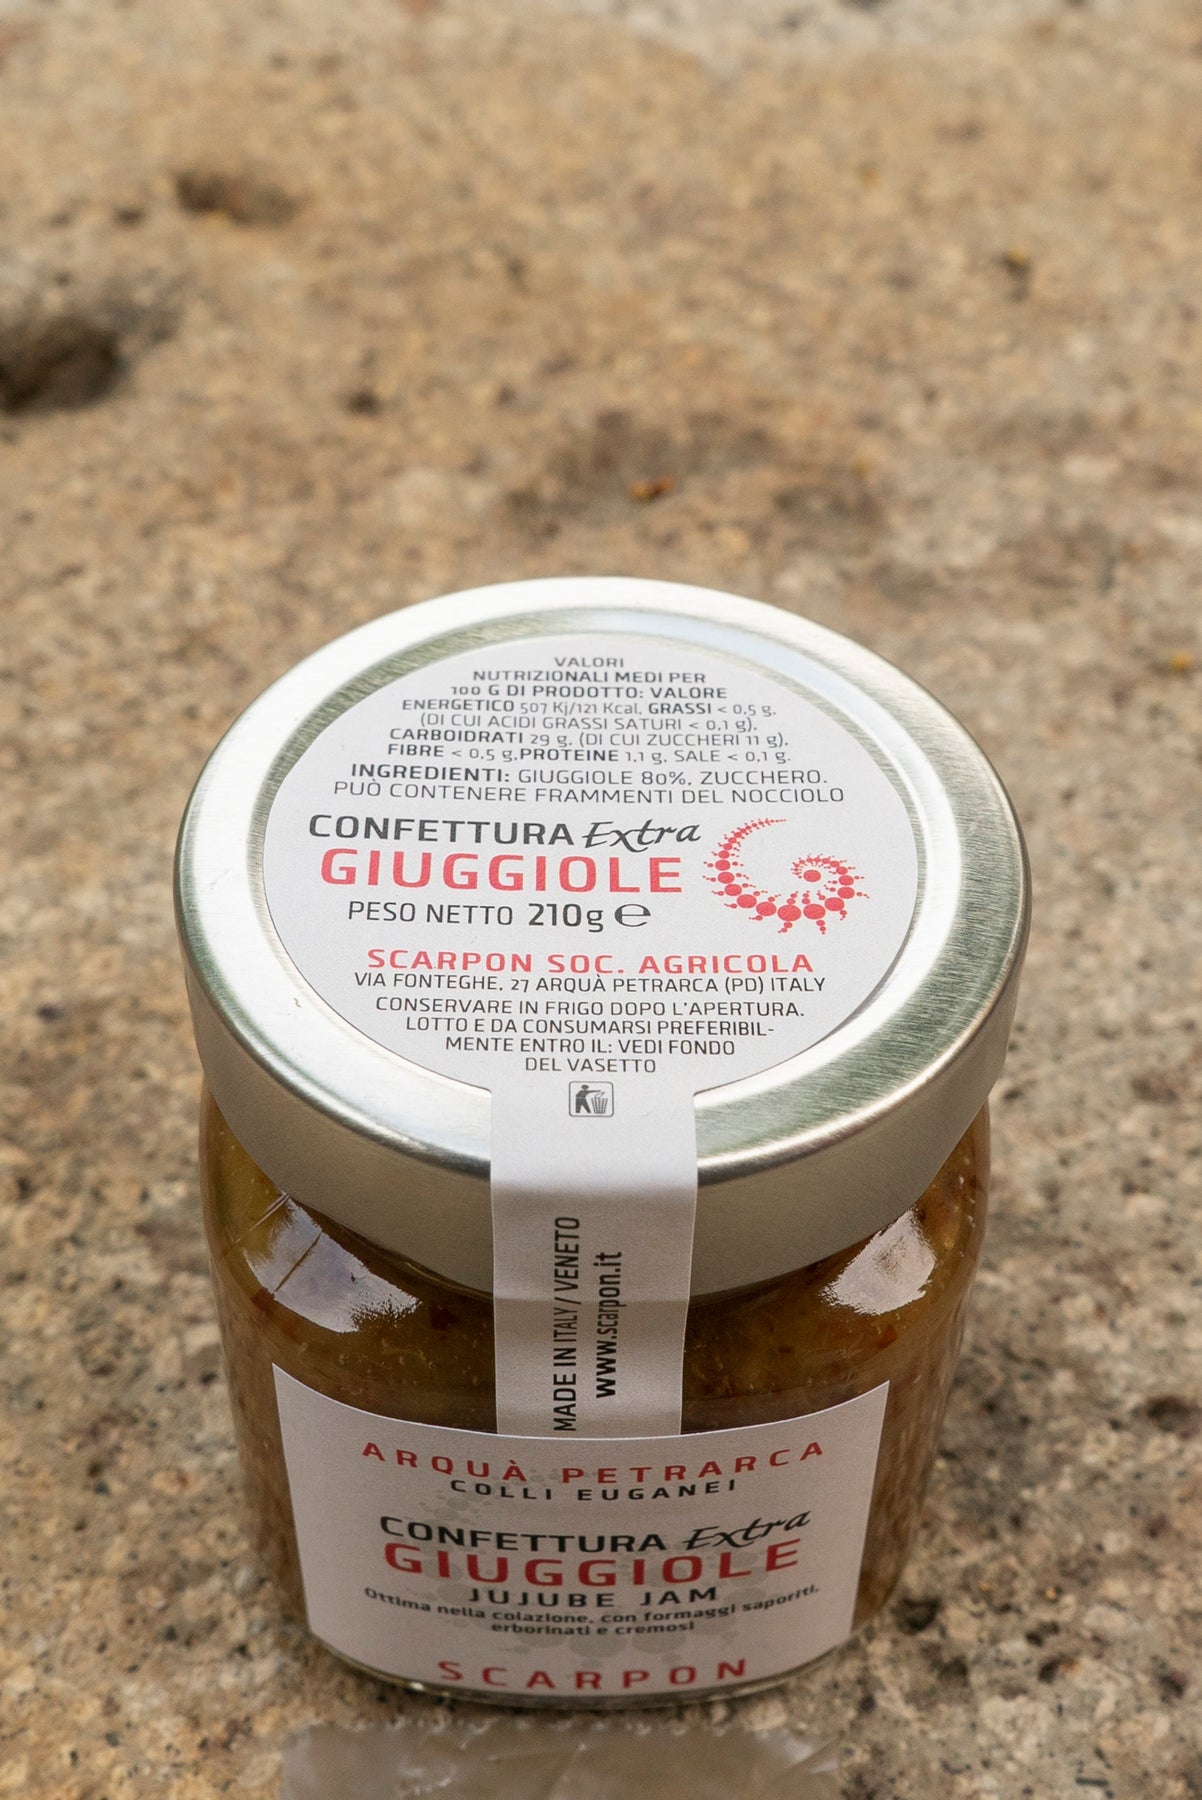 VALORI
NUTRIZIONALI MEDI PER
100 G DI PRODOTTO: VALORE
ENERGETICO 507 Kj/121 Kcal, GRASSI < 0,5 g,
(DI CUI ACIDI GRASSI SATURI < 0,1 g),
CARBOIDRATI 29 g, (DI CUI ZUCCHERI 11 g),
FIBRE < 0,5 g,PROTEINE 1,1 g, SALE < 0,1 g.
INGREDIENTI: GIUGGIOLE 80%, ZUCCHERO.
PUÒ CONTENERE FRAMMENTI DEL NOCCIOLO
CONFETTURA Extra
GIUGGIOLE
PESO NETTO 210g ℮
SCARPON SOC. AGRICOLA
VIA FONTEGHE, 27 ARQUÀ PETRARCA (PD) ITALY
CONSERVARE IN FRIGO DOPO L'APERTURA.
LOTTO E DA CONSUMARSI PREFERIBIL-
MENTE ENTRO IL: VEDI FONDO
DEL VASETTO
MADE IN ITALY / VENETO
www.scarpon.it
ARQUÀ PETRARCA
COLLI EUGANEI
CONFETTURA Extra
GIUGGIOLE
JUJUBE JAM
Ottima nella colazione, con formaggi saporiti,
erborinati e cremosi
SCARPON